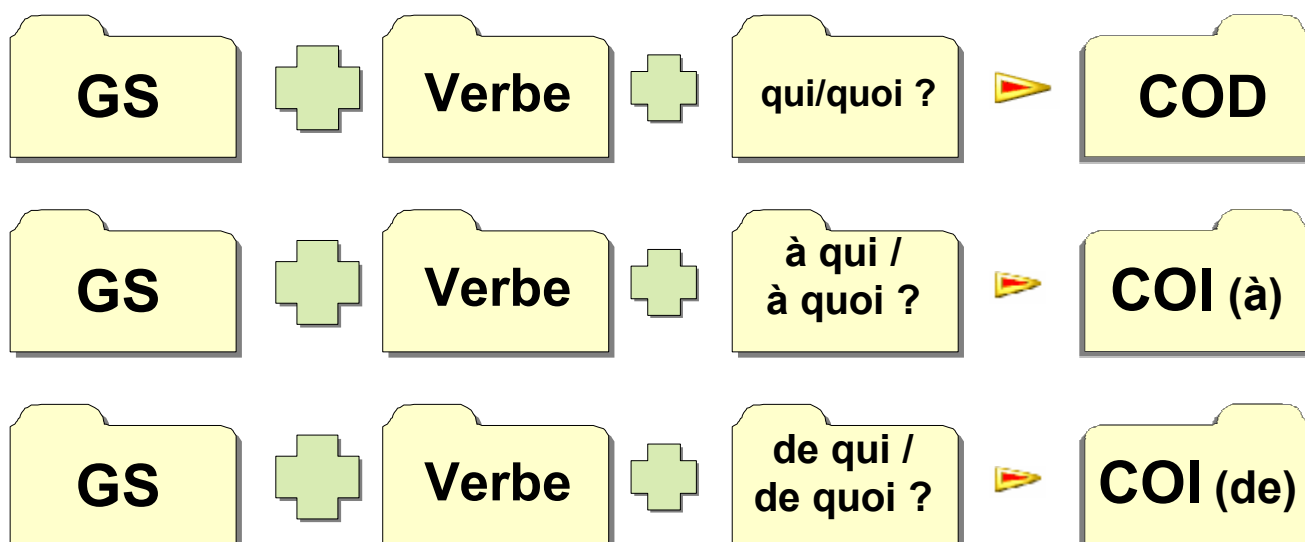 GS Verbe qui/quoi ? COD
GS Verbe à qui /
à quoi ? COI (à)
GS Verbe de qui /
de quoi ? COI (de)